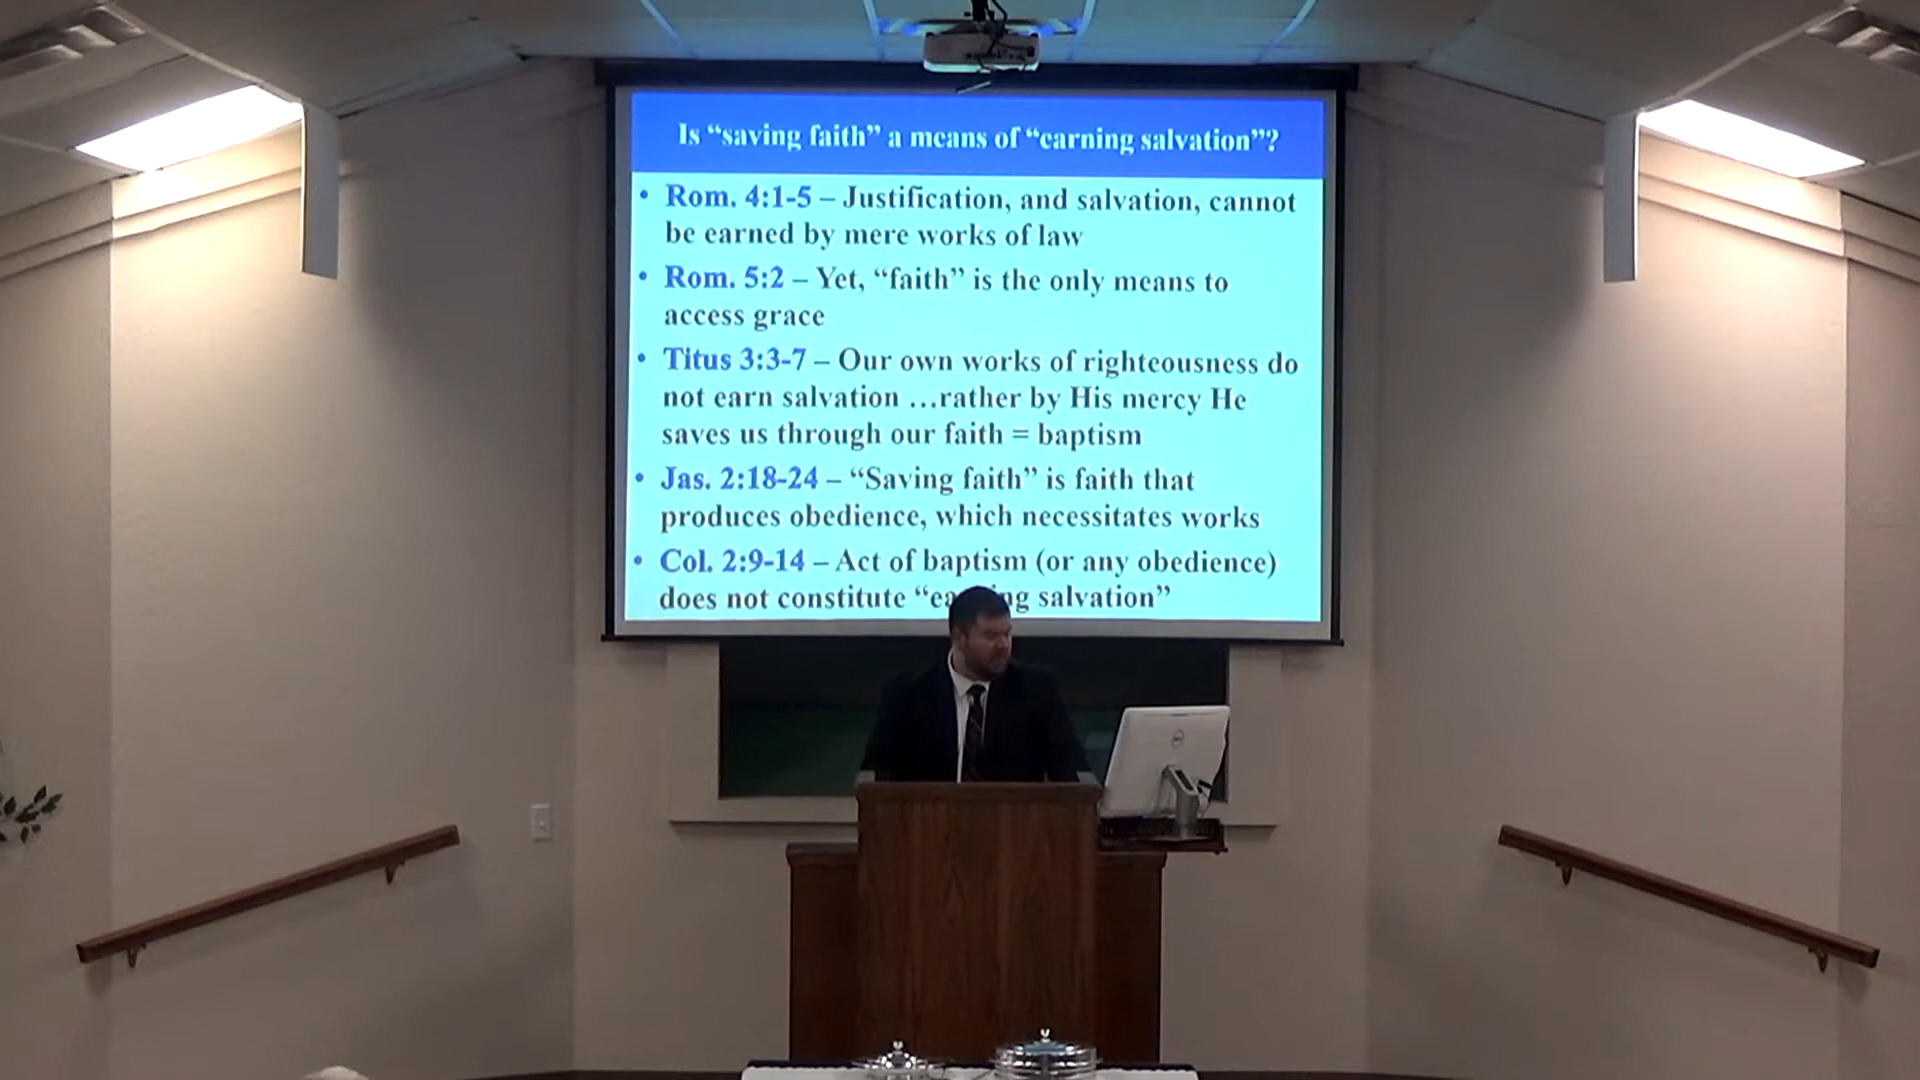 Is “saving faith” a means of “earning salvation”?
• Rom. 4:1-5 – Justification, and salvation, cannot
be earned by mere works of law
• Rom. 5:2 – Yet, “faith” is the only means to
access grace
• Titus 3:3-7 – Our own works of righteousness do
not earn salvation …rather by His mercy He
saves us through our faith = baptism
• Jas. 2:18-24 – “Saving faith” is faith that
produces obedience, which necessitates works
• Col. 2:9-14 – Act of baptism (or any obedience)
does not constitute “ea ng salvation”
DELL